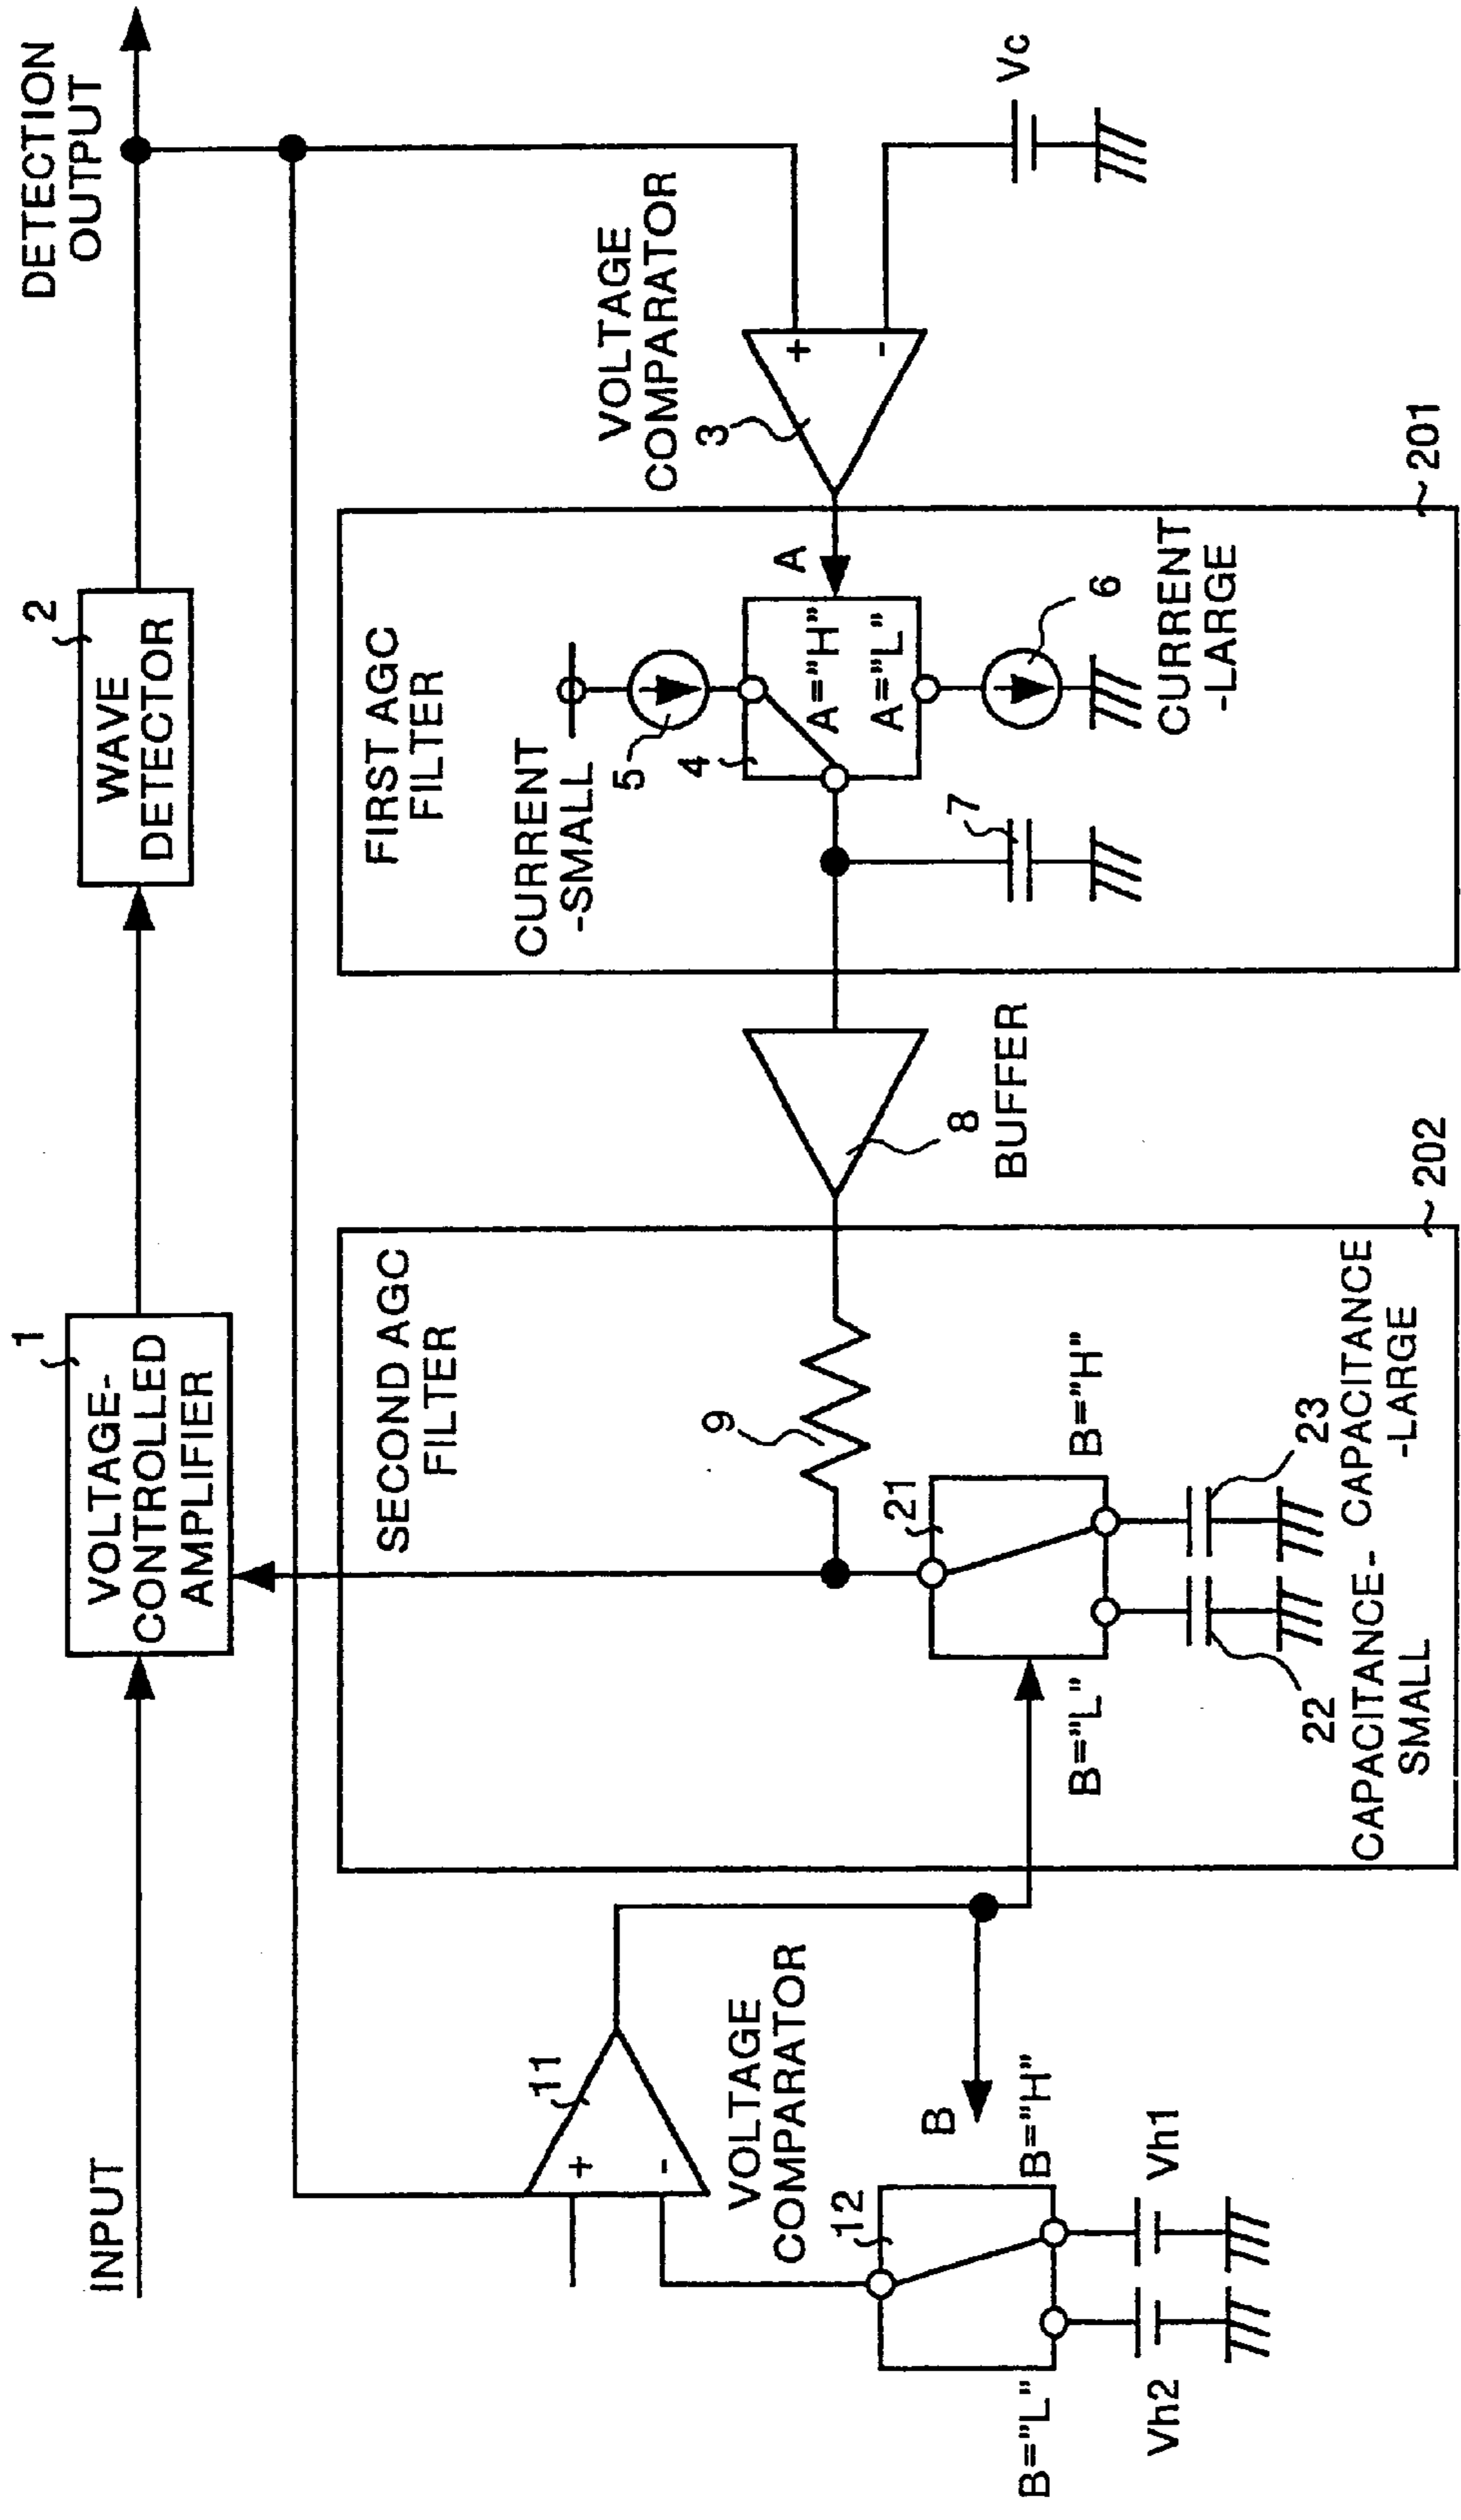 INPUT
1
VOLTAGE-
CONTROLLED
AMPLIFIER
2
WAVE
DETECTOR
DETECTION
OUTPUT
SECOND AGC
FILTER
FIRST AGC
FILTER
11
+
-
VOLTAGE
COMPARATOR
9
21
B="L"
B="H"
22
23
CAPACITANCE-
SMALL
CAPACITANCE
-LARGE
202
8
BUFFER
CURRENT
-SMALL
5
4
A="H"
A="L"
A
7
6
CURRENT
-LARGE
201
VOLTAGE
COMPARATOR
3
+
-
Vc
B
12
B="L"
B="H"
Vh2
Vh1